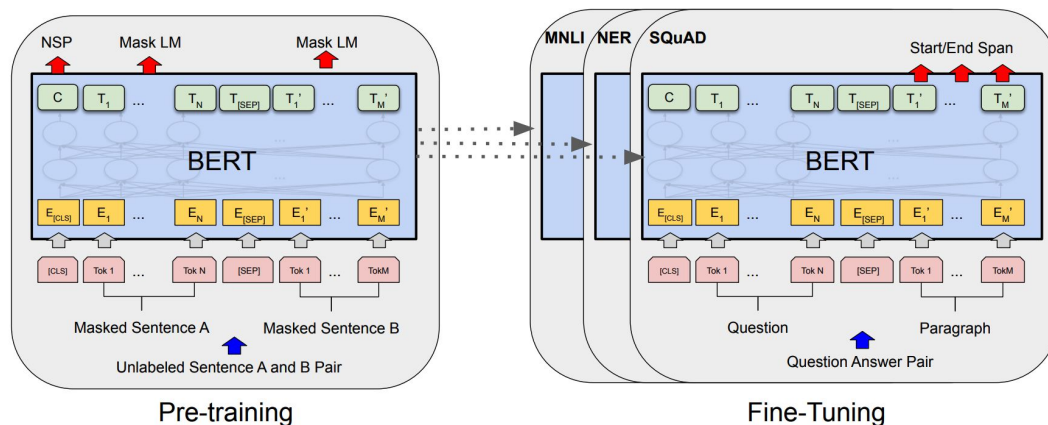 NSP Mask LM Mask LM
C T1 ... TN T[SEP] T1' ... TM'
BERT
E[CLS] E1 ... EN E[SEP] E1' ... EM'
[CLS] Tok 1 ... Tok N [SEP] Tok 1 ... TokM
Masked Sentence A Masked Sentence B
Unlabeled Sentence A and B Pair
Pre-training
MNLI NER SQuAD
Start/End Span
C T1 ... TN T[SEP] T1' ... TM'
BERT
E[CLS] E1 ... EN E[SEP] E1' ... EM'
[CLS] Tok 1 ... Tok N [SEP] Tok 1 ... TokM
Question Paragraph
Question Answer Pair
Fine-Tuning